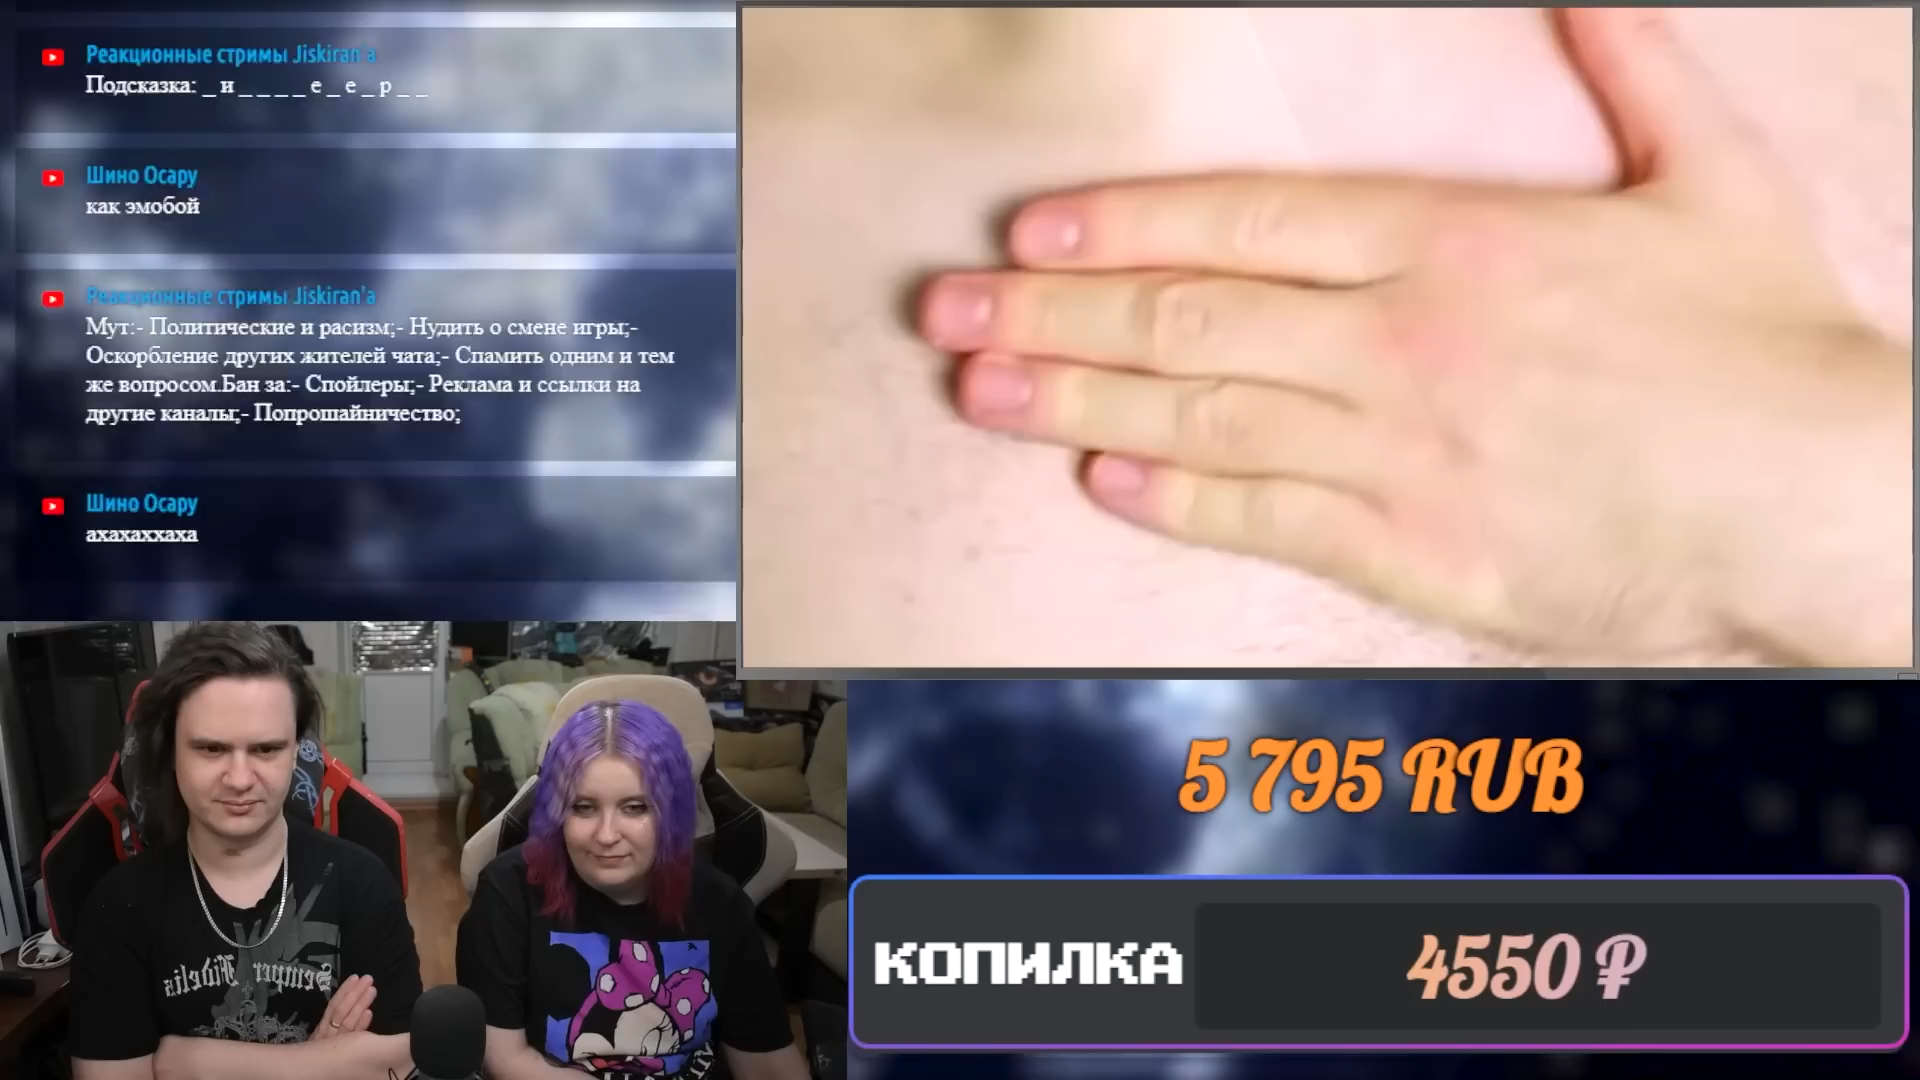 Реакционные стримы Jiskiran'a
Подсказка: _ и _ _ _ _ е _ е _ р _ _
Шино Осару
как эмобой
Реакционные стримы Jiskiran'a
Мут:- Политические и расизм;- Нудить о смене игры;-
Оскорбление других жителей чата;- Спамить одним и тем
же вопросом.Бан за:- Спойлеры;- Реклама и ссылки на
другие каналы;- Попрошайничество;
Шино Осару
ахахаххаха
5 795 RUB
КОПИЛКА
4550 ₽
Semper Fidelis